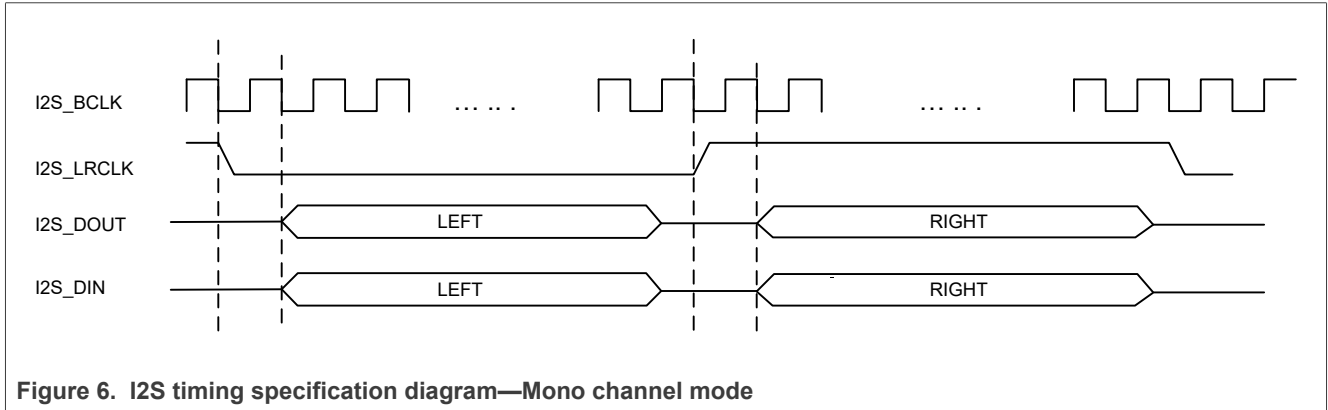 I2S_BCLK
... .. .
... .. .
I2S_LRCLK
I2S_DOUT
LEFT
RIGHT
I2S_DIN
LEFT
RIGHT
Figure 6. I2S timing specification diagram—Mono channel mode